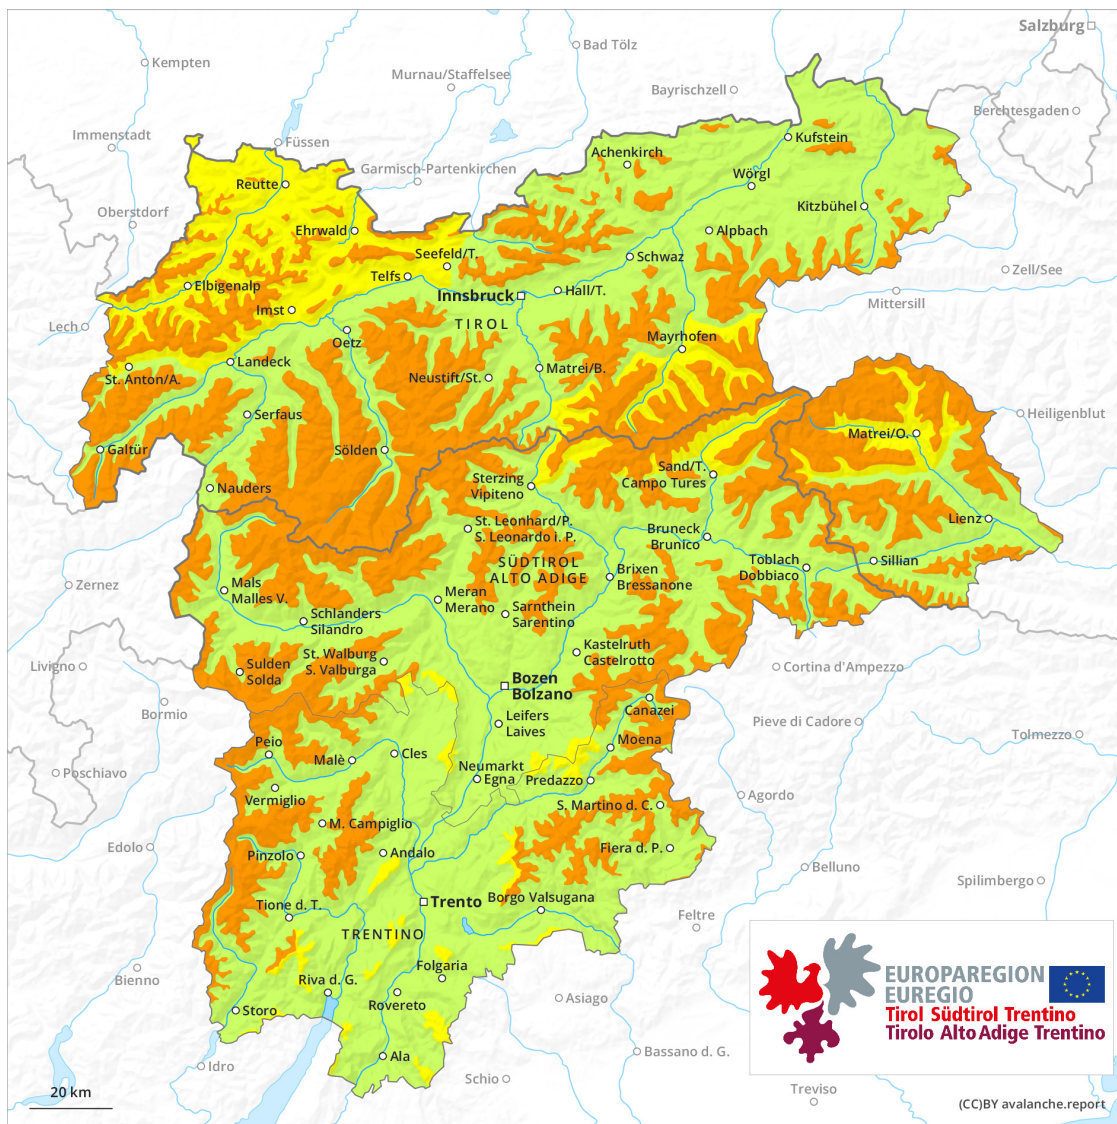 Salzburg
Bad Tölz
Kempten
Murnau/Staffelsee
Bayrischzell
Berchtesgaden
Immenstadt
Füssen
Kufstein
Achenkirch
Garmisch-Partenkirchen
Wörgl
Reutte
Oberstdorf
Kitzbühel
Ehrwald
Alpbach
Seefeld/T.
Schwaz
Zell/See
Telfs
Elbigenalp
Innsbruck
Hall/T.
Mittersill
Imst
TIROL
Lech
Oetz
Mayrhofen
Landeck
Matrei/B.
St. Anton/A.
Neustift/St.
Serfaus
Heiligenblut
Matrei/O.
Galtür
Sölden
Sand/T.
Campo Tures
Sterzing
Vipiteno
Nauders
Lienz
St. Leonhard/P.
S. Leonardo i. P.
Bruneck
Brunico
SÜDTIROL
ALTO ADIGE
Toblach
Dobbiaco
Sillian
Brixen
Bressanone
Zernez
Mals
Malles V.
Meran
Merano
Sarnthein
Sarentino
Schlanders
Silandro
Kastelruth
Castelrotto
St. Walburg
S. Valburga
Livigno
Sulden
Solda
Cortina d'Ampezzo
Bozen
Bolzano
Canazei
Bormio
Leifers
Laives
Pieve di Cadore
Tolmezzo
Moena
Peio
Cles
Malè
Poschiavo
Neumarkt
Egna
Predazzo
Vermiglio
Agordo
S. Martino d. C.
M. Campiglio
Edolo
Pinzolo
Andalo
Fiera d. P.
Belluno
Spilimbergo
Borgo Valsugana
Trento
Tione d. T.
Feltre
TRENTINO
Bienno
Folgaria
Riva d. G.
EUROPAREGION
EUREGIO
Tirol Südtirol Trentino
Tirolo Alto Adige Trentino
Asiago
Rovereto
Storo
Bassano d. G.
Ala
Idro
Schio
Treviso
20 km
(CC)BY avalanche.report